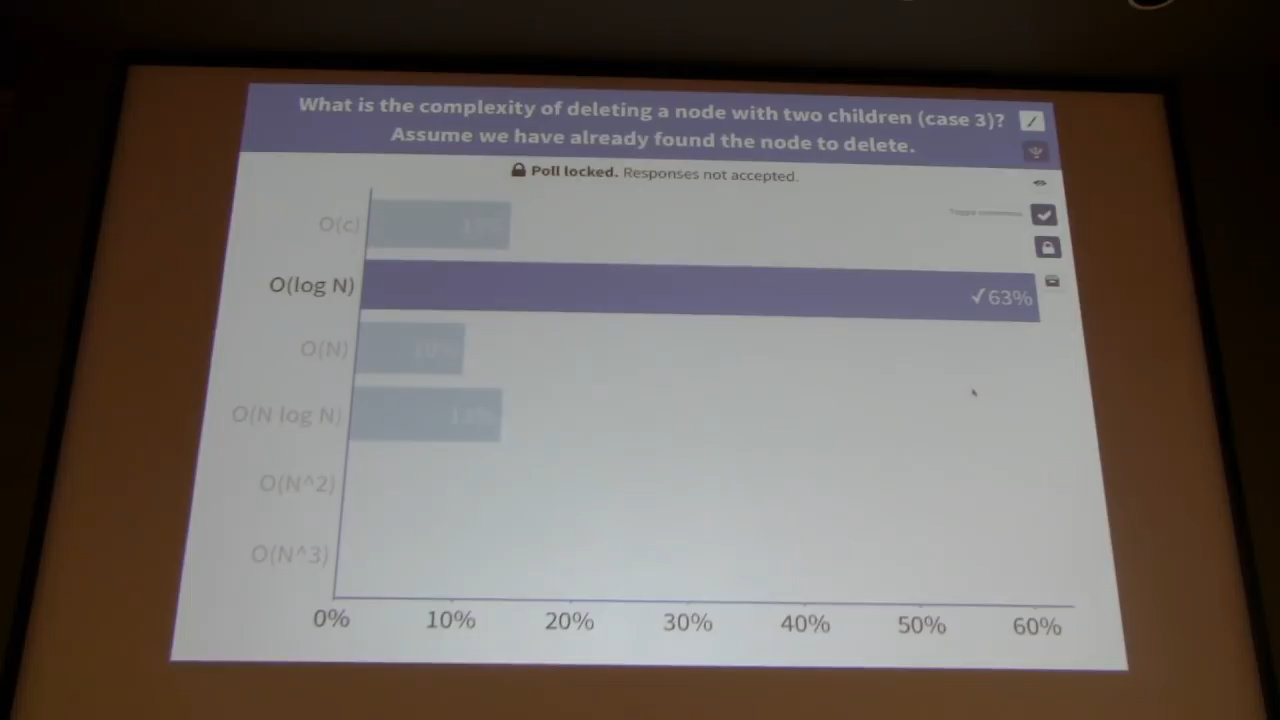 What is the complexity of deleting a node with two children (case 3)?
Assume we have already found the node to delete.
Poll locked. Responses not accepted.
O(c)
O(log N)
✓63%
O(N)
10%
O(N log N)
13%
O(N^2)
O(N^3)
0% 10% 20% 30% 40% 50% 60%